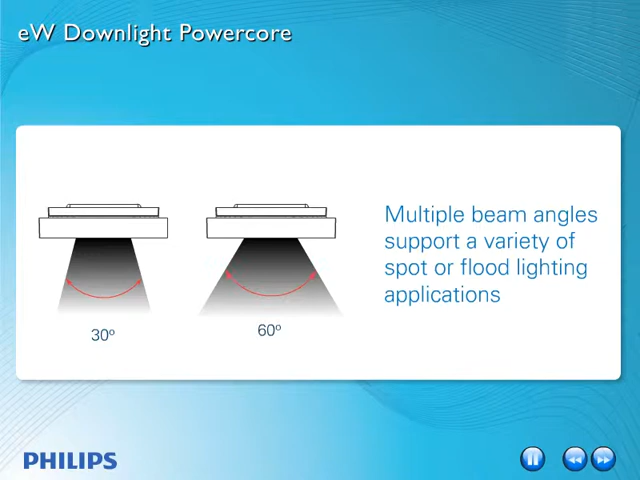 eW Downlight Powercore
Multiple beam angles
support a variety of
spot or flood lighting
applications
30º
60º
PHILIPS